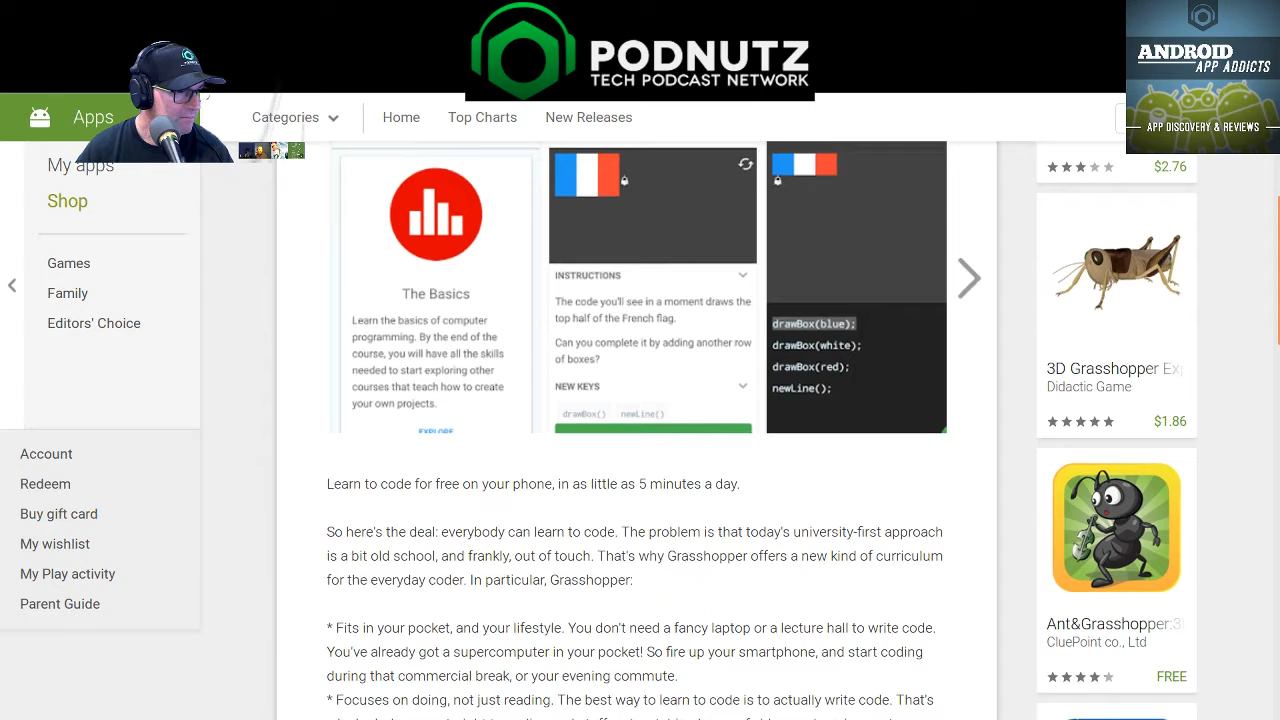 PODNUTZ
TECH PODCAST NETWORK
ANDROID
APP ADDICTS
APP DISCOVERY & REVIEWS
Apps
Categories
Home
Top Charts
New Releases
My apps
Shop
Games
Family
Editors' Choice
Account
Redeem
Buy gift card
My wishlist
My Play activity
Parent Guide
The Basics
Learn the basics of computer
programming. By the end of the
course, you will have all the skills
needed to start exploring other
courses that teach how to create
your own projects.
EXPLORE
INSTRUCTIONS
The code you'll see in a moment draws the
top half of the French flag.
Can you complete it by adding another row
of boxes?
NEW KEYS
drawBox() newLine()
drawBox(blue);
drawBox(white);
drawBox(red);
newLine();
Learn to code for free on your phone, in as little as 5 minutes a day.
So here's the deal: everybody can learn to code. The problem is that today's university-first approach
is a bit old school, and frankly, out of touch. That's why Grasshopper offers a new kind of curriculum
for the everyday coder. In particular, Grasshopper:
* Fits in your pocket, and your lifestyle. You don't need a fancy laptop or a lecture hall to write code.
You've already got a supercomputer in your pocket! So fire up your smartphone, and start coding
during that commercial break, or your evening commute.
* Focuses on doing, not just reading. The best way to learn to code is to actually write code. That's
$2.76
3D Grasshopper Ex
Didactic Game
$1.86
Ant&Grasshopper:3
CluePoint co., Ltd
FREE